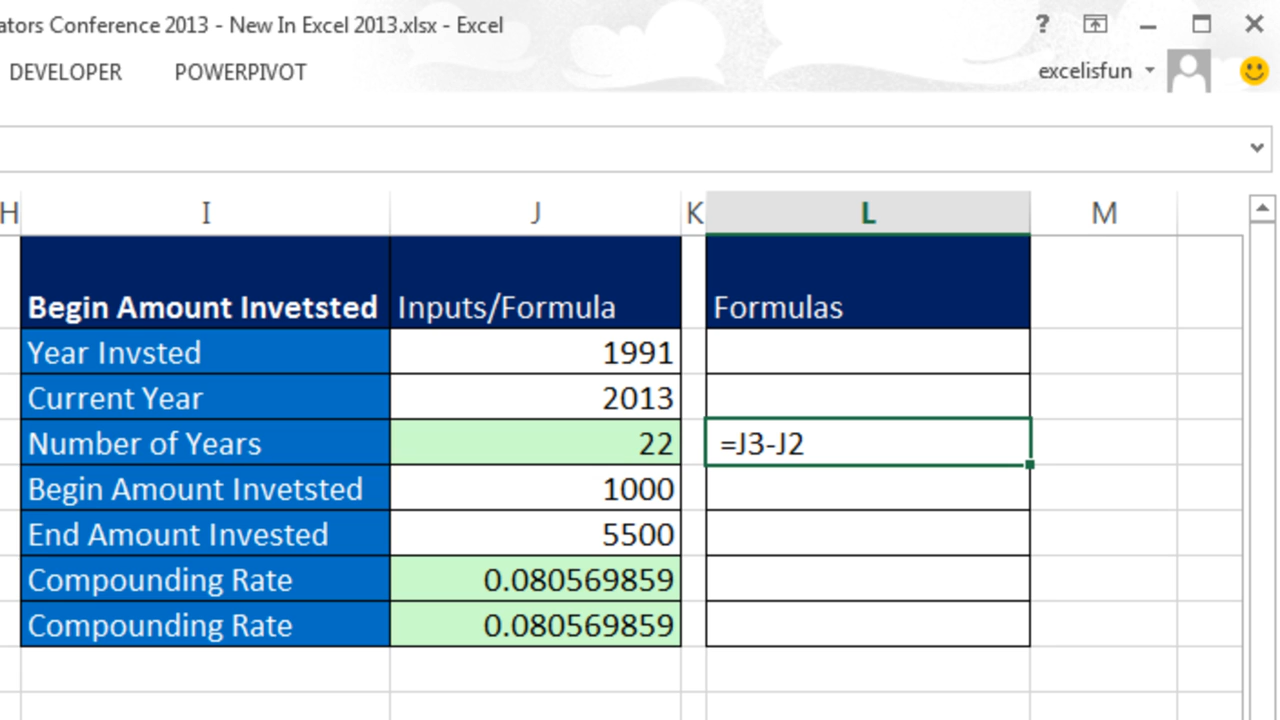 ators Conference 2013 - New In Excel 2013.xlsx - Excel ?
DEVELOPER POWERPIVOT excelisfun
H I J K L M
Begin Amount Invetsted Inputs/Formula Formulas
Year Invsted 1991
Current Year 2013
Number of Years 22 =J3-J2
Begin Amount Invetsted 1000
End Amount Invested 5500
Compounding Rate 0.080569859
Compounding Rate 0.080569859